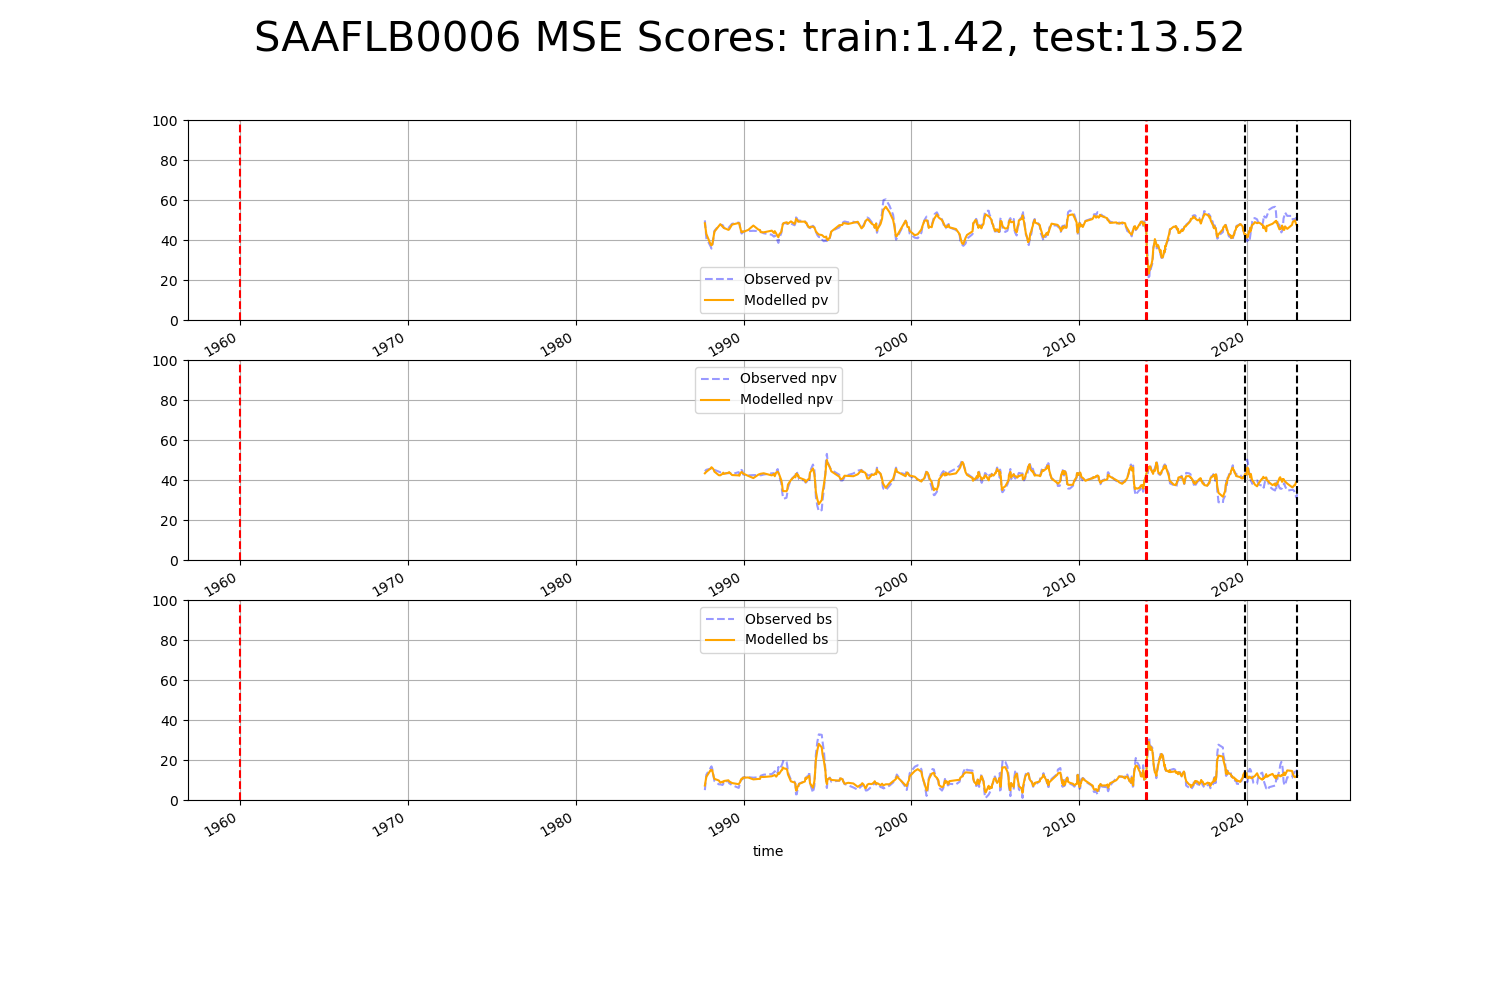 SAAFLB0006 MSE Scores: train:1.42, test:13.52
100
80
60
40
20
0
Observed pv
Modelled pv
1960 1970 1980 1990 2000 2010 2020
100
80
60
40
20
0
Observed npv
Modelled npv
1960 1970 1980 1990 2000 2010 2020
100
80
60
40
20
0
Observed bs
Modelled bs
1960 1970 1980 1990 2000 2010 2020
time